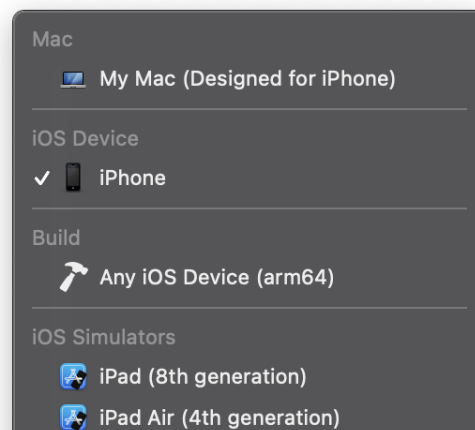 Mac
My Mac (Designed for iPhone)
iOS Device
iPhone
Build
Any iOS Device (arm64)
iOS Simulators
iPad (8th generation)
iPad Air (4th generation)